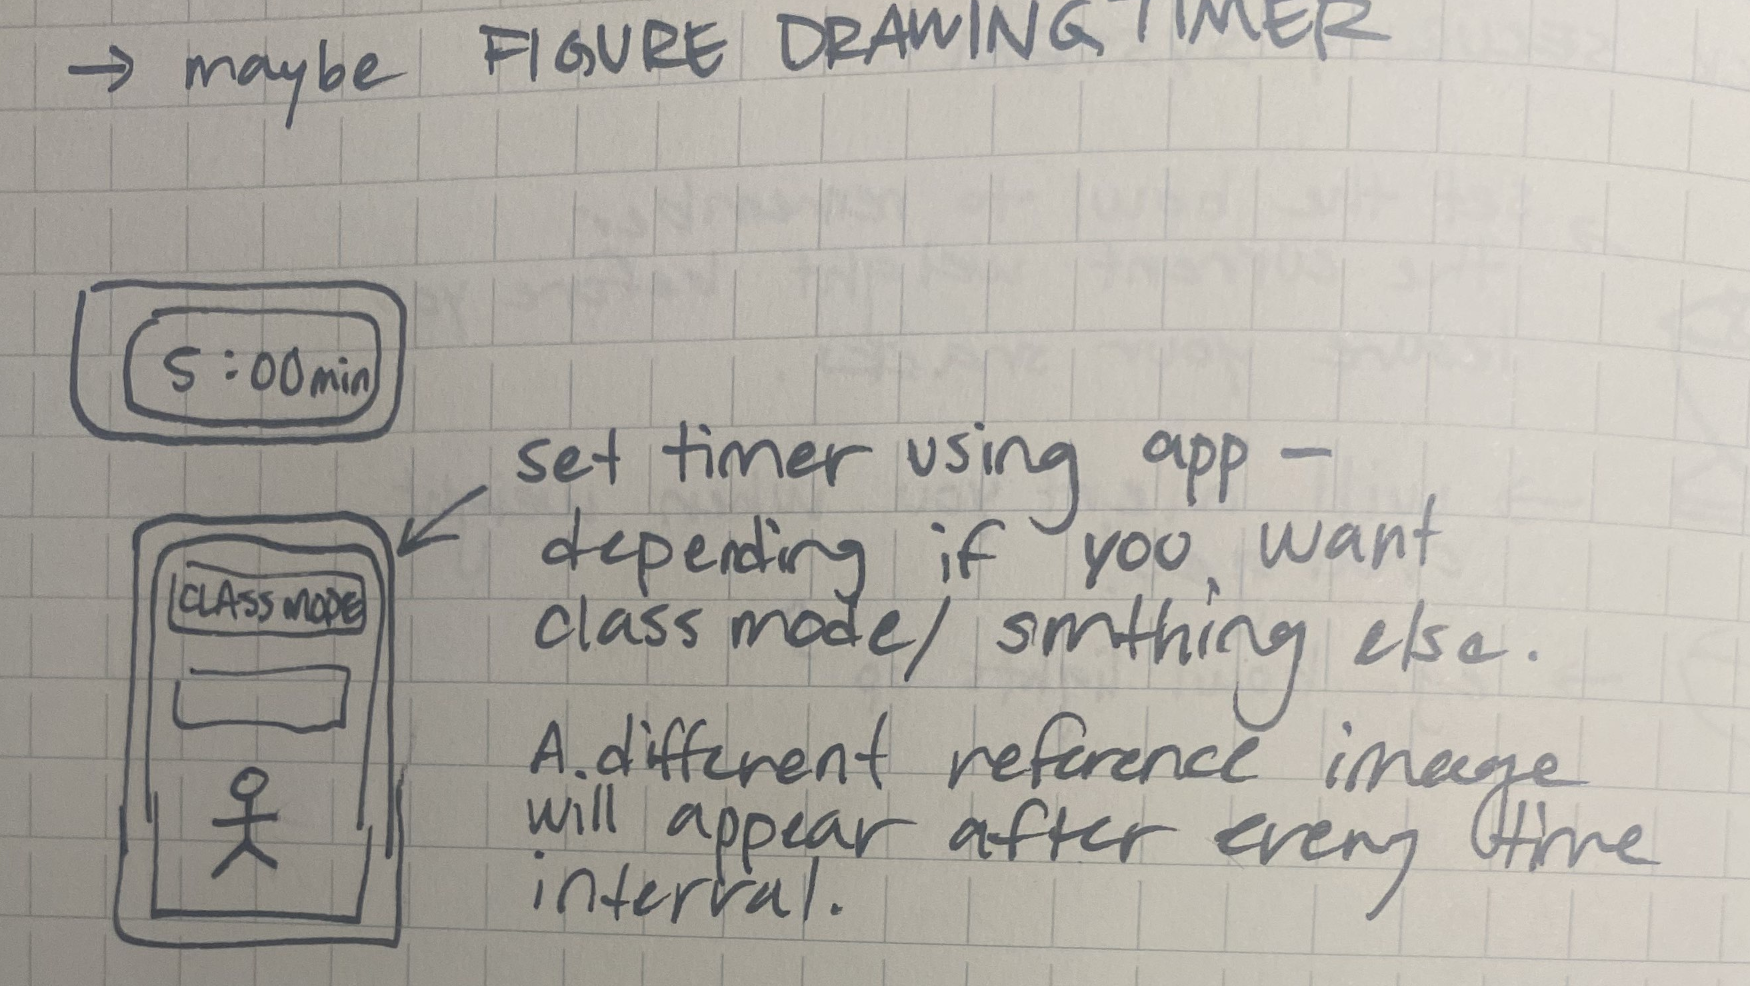 → maybe FIGURE DRAWING TIMER
5:00min
set timer using app –
depending if you want
class mode/ smthing else.
CLASS MODE
A different reference image
will appear after every time
interval.